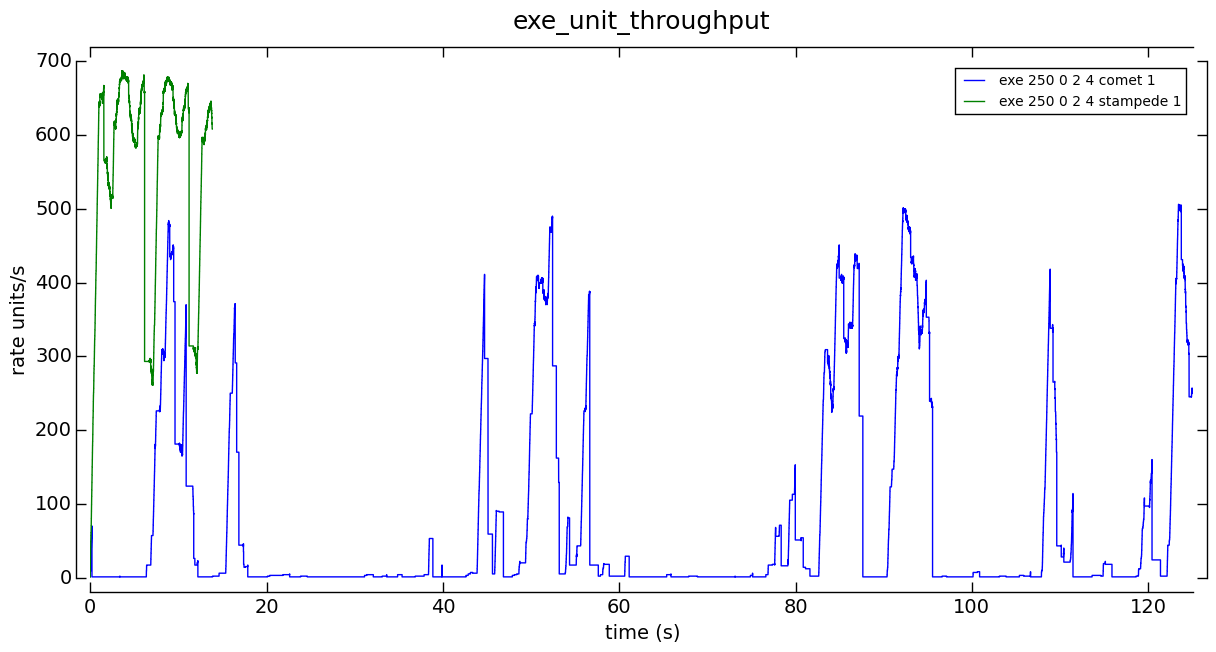 exe_unit_throughput
700
600
500
400
300
200
100
0
rate units/s
exe 250 0 2 4 comet 1
exe 250 0 2 4 stampede 1
0 20 40 60 80 100 120
time (s)